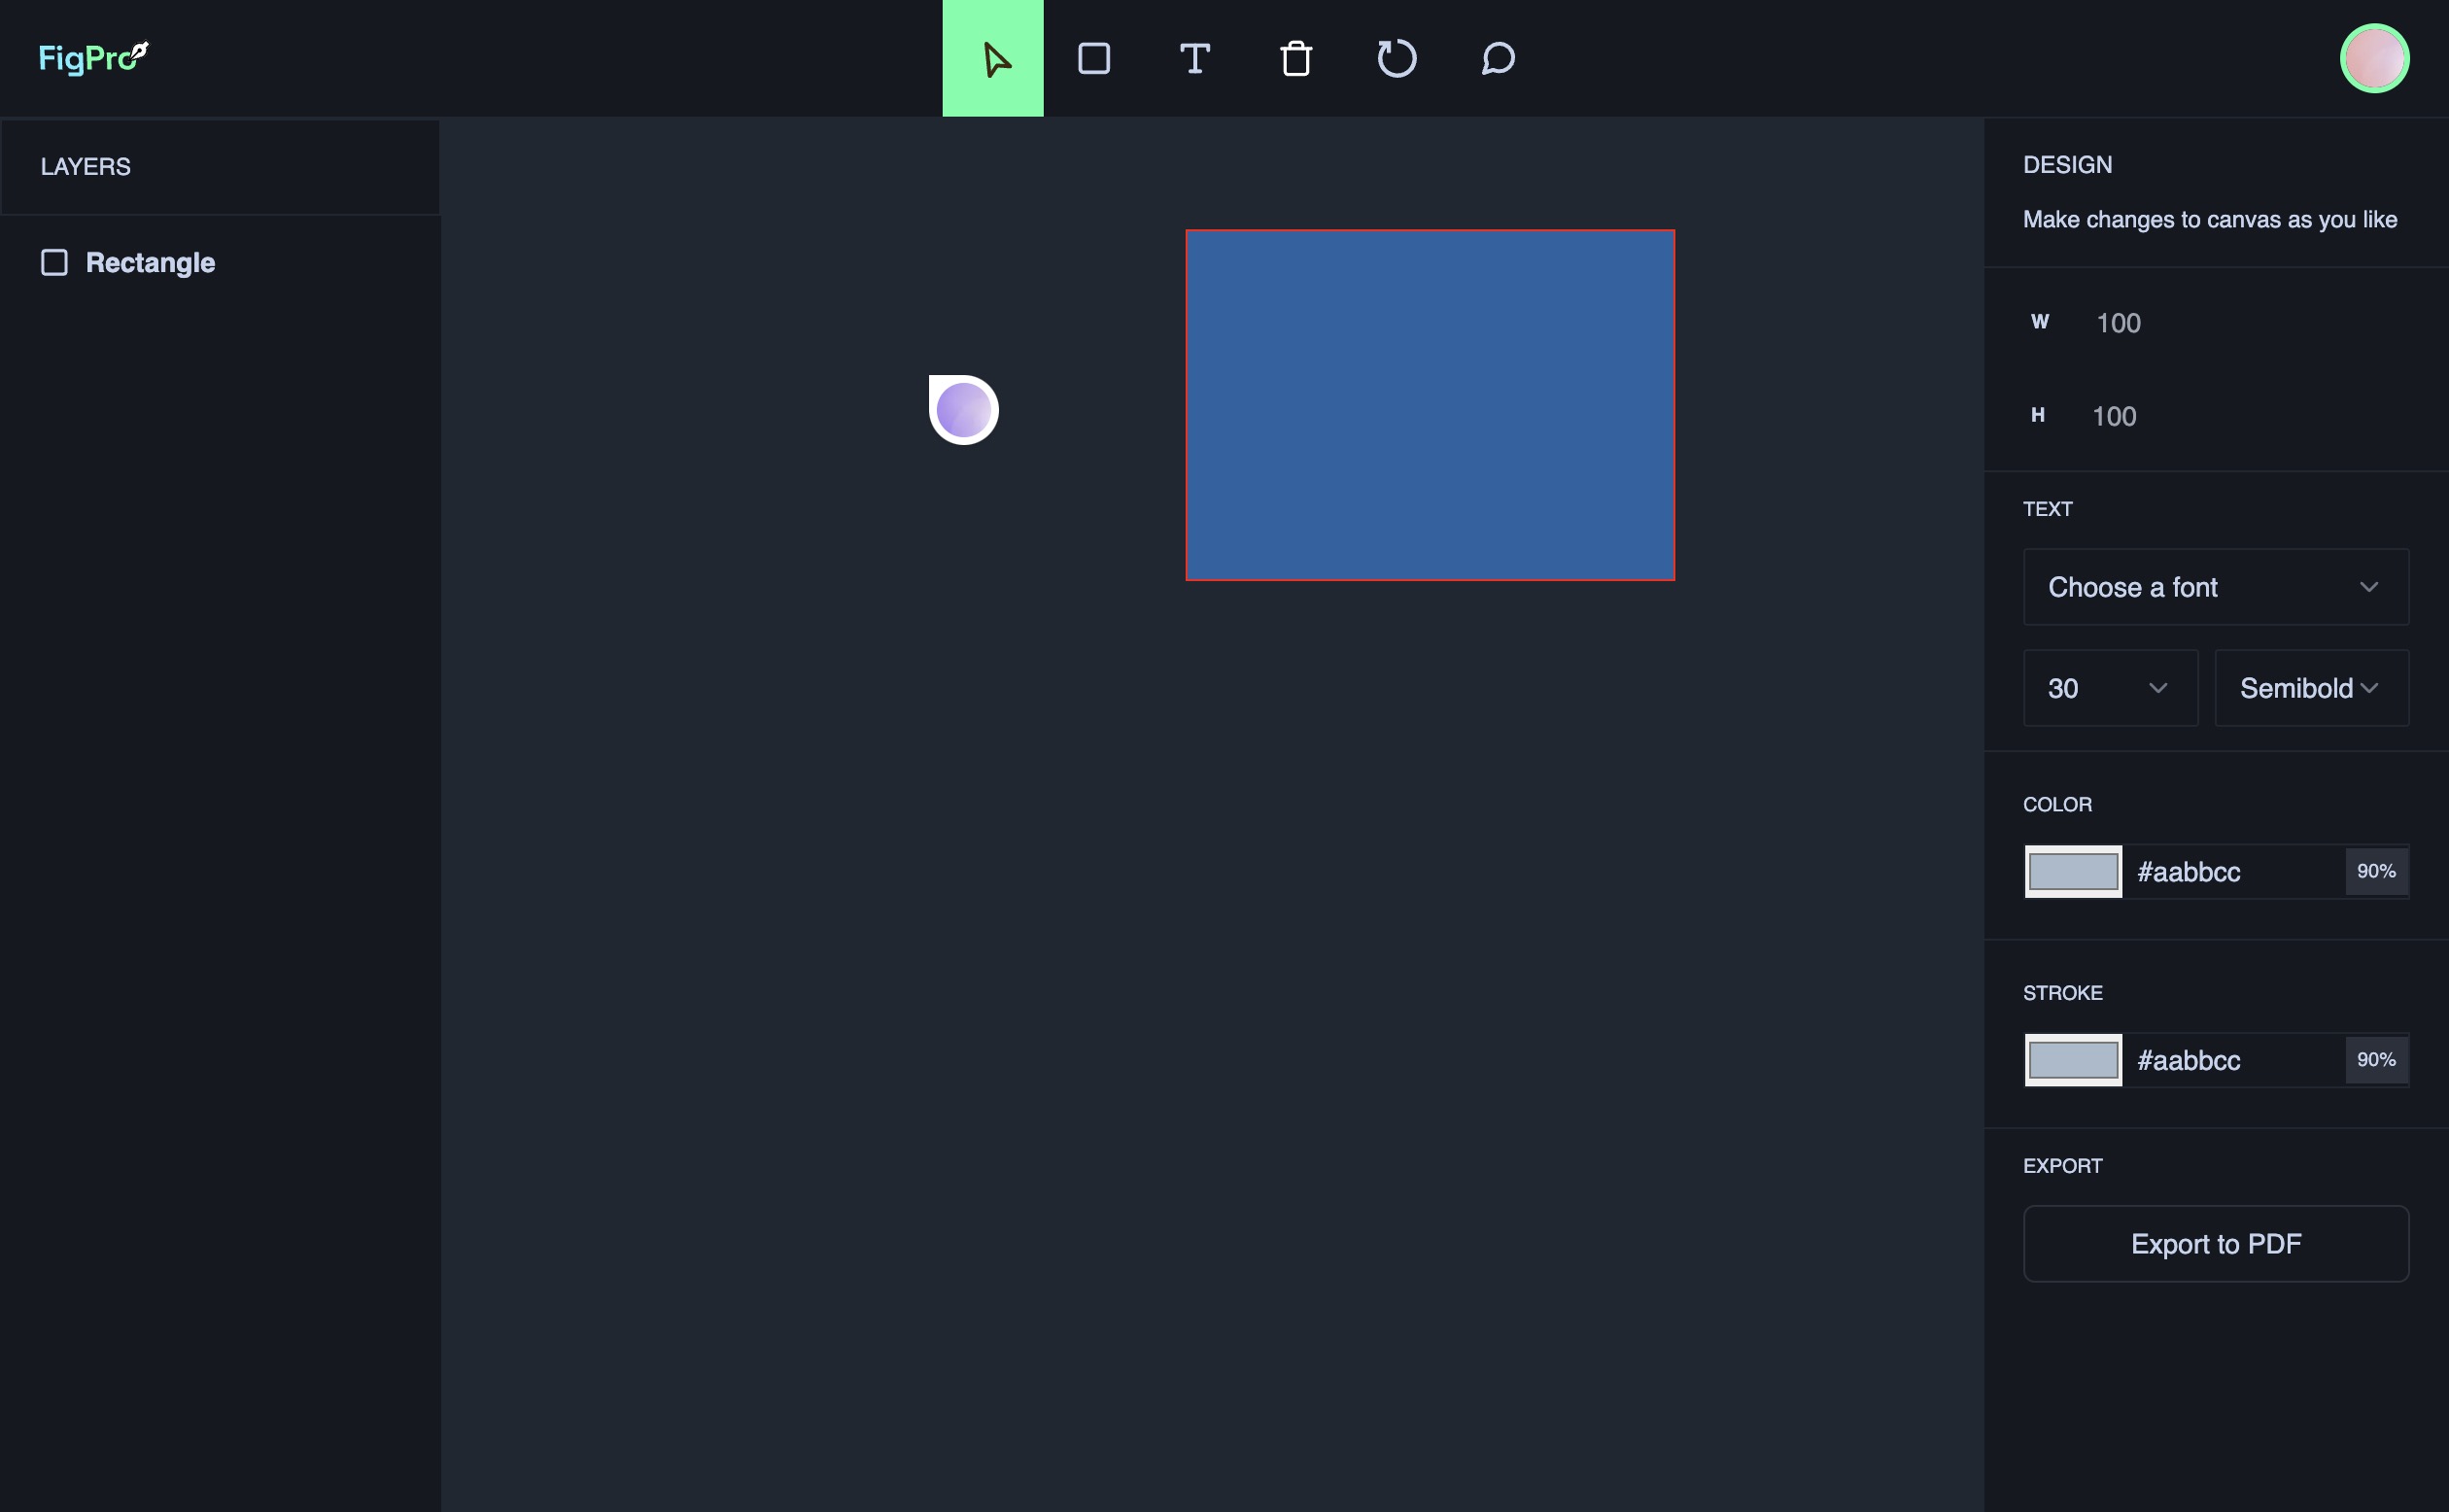 FigPro
LAYERS
Rectangle
DESIGN
Make changes to canvas as you like
W 100
H 100
TEXT
Choose a font
30 Semibold
COLOR
#aabbcc 90%
STROKE
#aabbcc 90%
EXPORT
Export to PDF